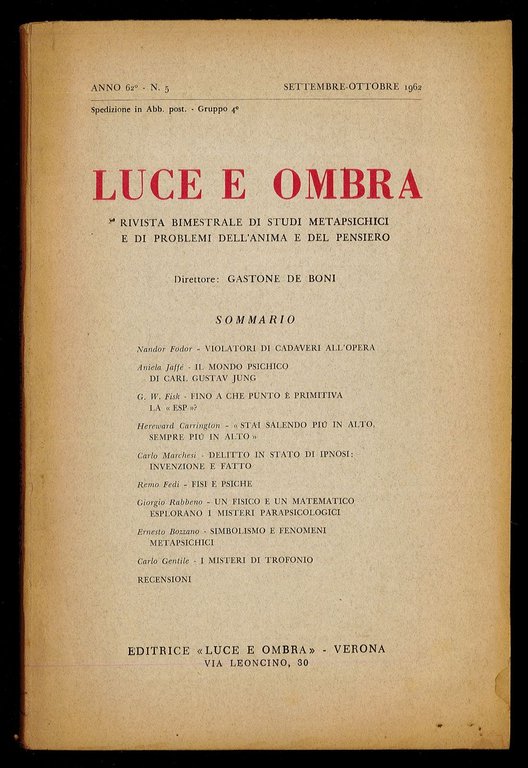 ANNO 62º - N. 5
SETTEMBRE-OTTOBRE 1962
Spedizione in Abb. post. - Gruppo 4º
LUCE E OMBRA
RIVISTA BIMESTRALE DI STUDI METAPSICHICI
E DI PROBLEMI DELL'ANIMA E DEL PENSIERO
Direttore: GASTONE DE BONI
SOMMARIO
Nandor Fodor - VIOLATORI DI CADAVERI ALL'OPERA
Aniela Jaffé - IL MONDO PSICHICO
DI CARL GUSTAV JUNG
G. W. Fisk - FINO A CHE PUNTO È PRIMITIVA
LA « ESP »?
Hereward Carrington - « STAI SALENDO PIÙ IN ALTO,
SEMPRE PIÙ IN ALTO »
Carlo Marchesi - DELITTO IN STATO DI IPNOSI:
INVENZIONE E FATTO
Remo Fedi - FISI E PSICHE
Giorgio Rabbeno - UN FISICO E UN MATEMATICO
ESPLORANO I MISTERI PARAPSICOLOGICI
Ernesto Bozzano - SIMBOLISMO E FENOMENI
METAPSICHICI
Carlo Gentile - I MISTERI DI TROFONIO
RECENSIONI
EDITRICE «LUCE E OMBRA» - VERONA
VIA LEONCINO, 30